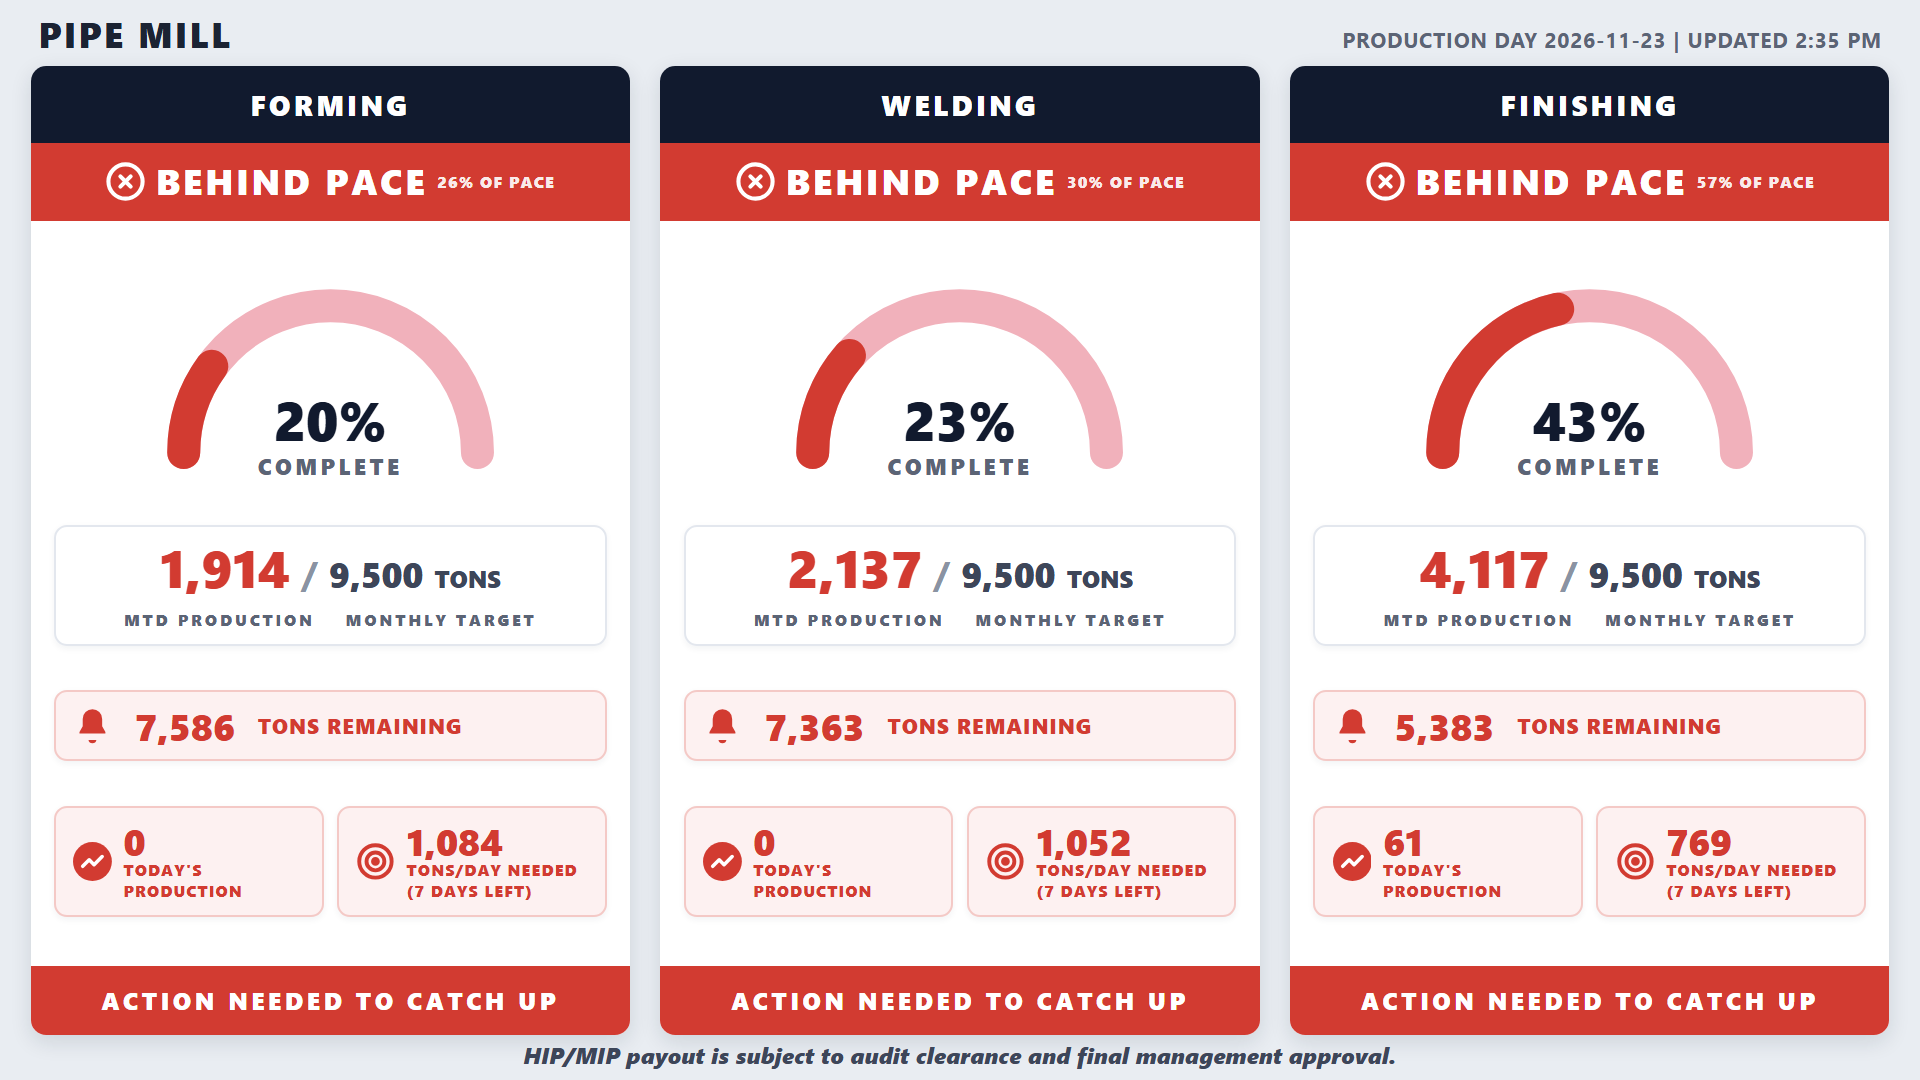 PIPE MILL
PRODUCTION DAY 2026-11-23 | UPDATED 2:35 PM
FORMING
BEHIND PACE 26% OF PACE
20%
COMPLETE
1,914 / 9,500 TONS
MTD PRODUCTION MONTHLY TARGET
7,586 TONS REMAINING
0
TODAY'S
PRODUCTION
1,084
TONS/DAY NEEDED
(7 DAYS LEFT)
ACTION NEEDED TO CATCH UP
WELDING
BEHIND PACE 30% OF PACE
23%
COMPLETE
2,137 / 9,500 TONS
MTD PRODUCTION MONTHLY TARGET
7,363 TONS REMAINING
0
TODAY'S
PRODUCTION
1,052
TONS/DAY NEEDED
(7 DAYS LEFT)
ACTION NEEDED TO CATCH UP
FINISHING
BEHIND PACE 57% OF PACE
43%
COMPLETE
4,117 / 9,500 TONS
MTD PRODUCTION MONTHLY TARGET
5,383 TONS REMAINING
61
TODAY'S
PRODUCTION
769
TONS/DAY NEEDED
(7 DAYS LEFT)
ACTION NEEDED TO CATCH UP
HIP/MIP payout is subject to audit clearance and final management approval.